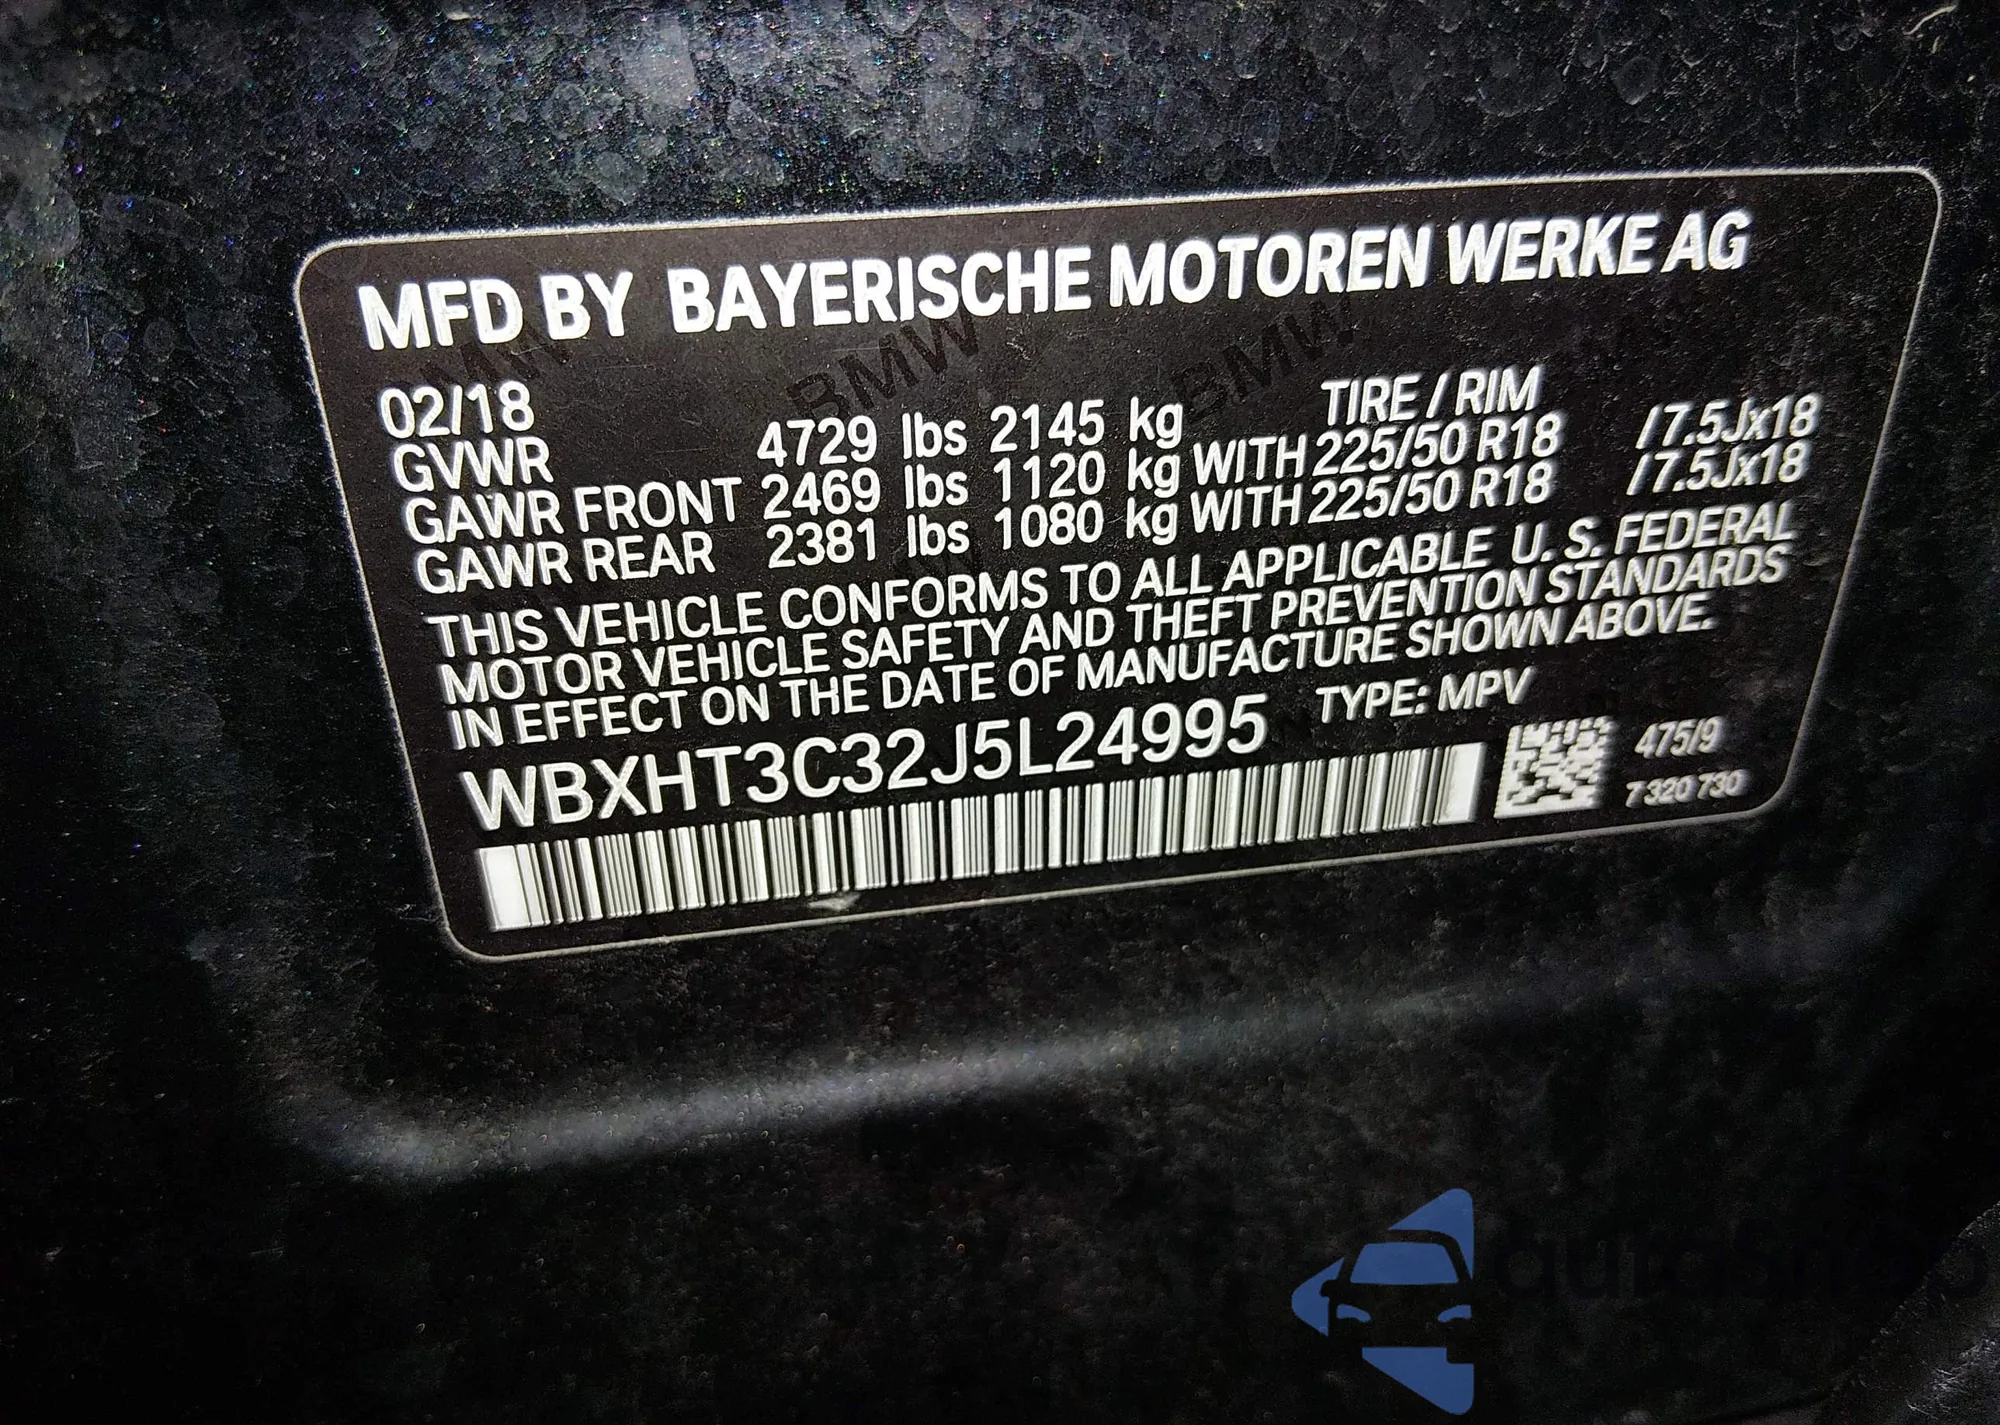 MFD BY BAYERISCHE MOTOREN WERKE AG
02/18 TIRE / RIM
GVWR 4729 lbs 2145 kg
GAWR FRONT 2469 lbs 1120 kg WITH 225/50 R18 /7.5Jx18
GAWR REAR 2381 lbs 1080 kg WITH 225/50 R18 /7.5Jx18
THIS VEHICLE CONFORMS TO ALL APPLICABLE U. S. FEDERAL
MOTOR VEHICLE SAFETY AND THEFT PREVENTION STANDARDS
IN EFFECT ON THE DATE OF MANUFACTURE SHOWN ABOVE.
WBXHT3C32J5L24995 TYPE: MPV
475/9
7 320 730
BMW
BMW